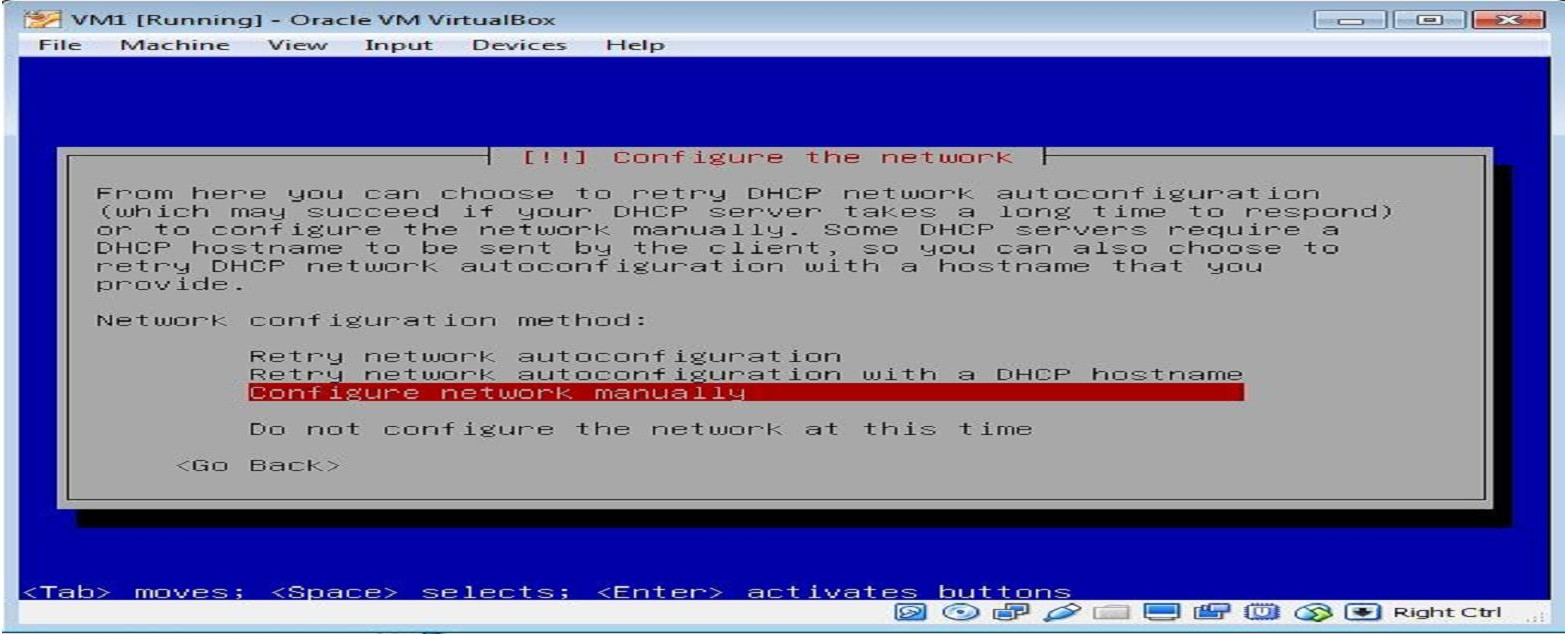 VM1 [Running] - Oracle VM VirtualBox
File Machine View Input Devices Help
[!!] Configure the network
From here you can choose to retry DHCP network autoconfiguration
(which may succeed if your DHCP server takes a long time to respond)
or to configure the network manually. Some DHCP servers require a
DHCP hostname to be sent by the client, so you can also choose to
retry DHCP network autoconfiguration with a hostname that you
provide.
Network configuration method:
Retry network autoconfiguration
Retry network autoconfiguration with a DHCP hostname
Configure network manually
Do not configure the network at this time
<Go Back>
<Tab> moves; <Space> selects; <Enter> activates buttons
Right Ctrl